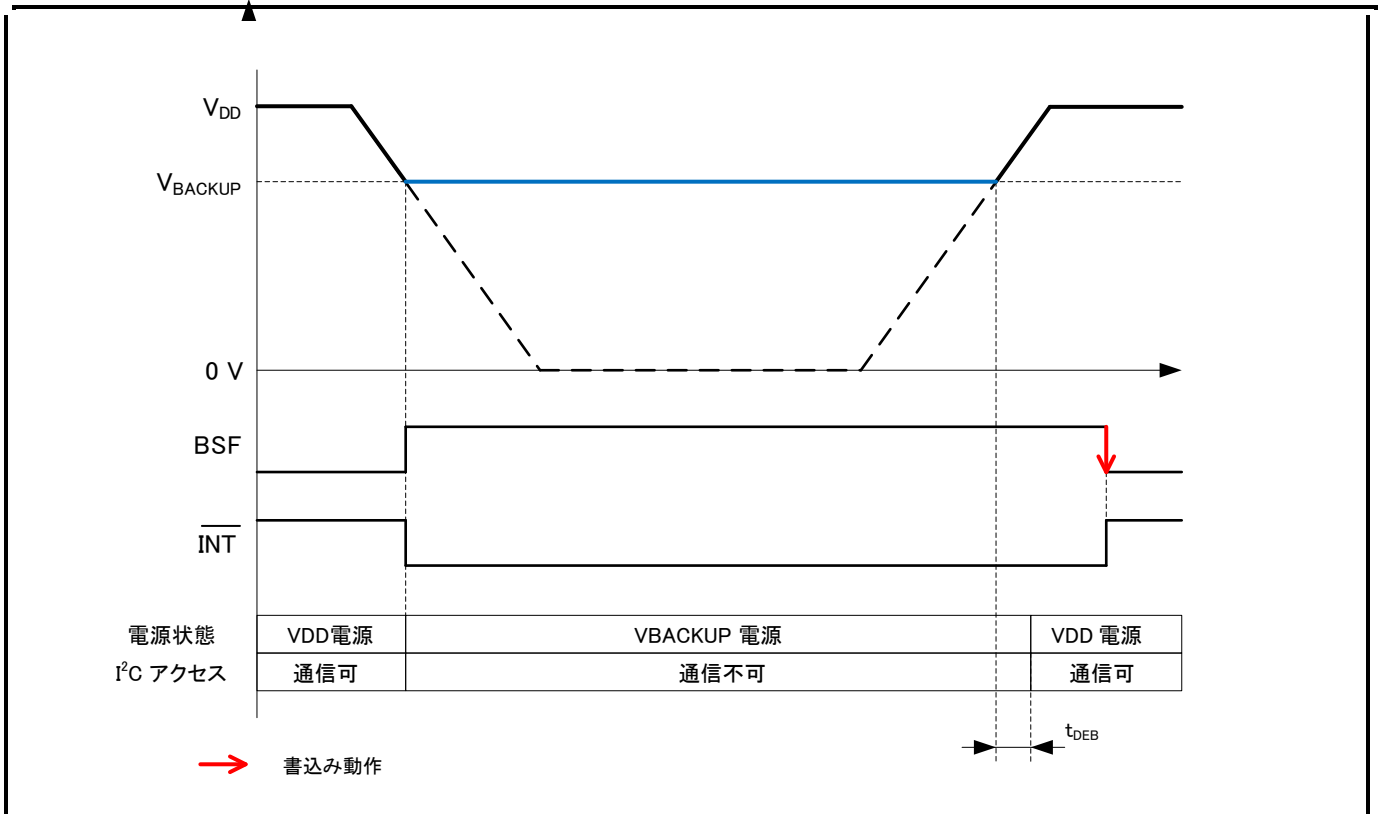 VDD
VBACKUP
0 V
BSF
INT
電源状態 VDD電源 VBACKUP 電源 VDD 電源
I²C アクセス 通信可 通信不可 通信可
tDEB
書込み動作